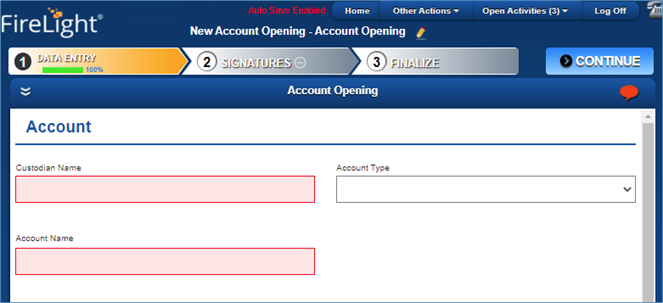 FireLight®
Auto Save Enabled
Home
Other Actions
Open Activities (3)
Log Off
New Account Opening - Account Opening
1 DATA ENTRY
100%
2 SIGNATURES
3 FINALIZE
CONTINUE
Account Opening
Account
Custodian Name
Account Type
Account Name